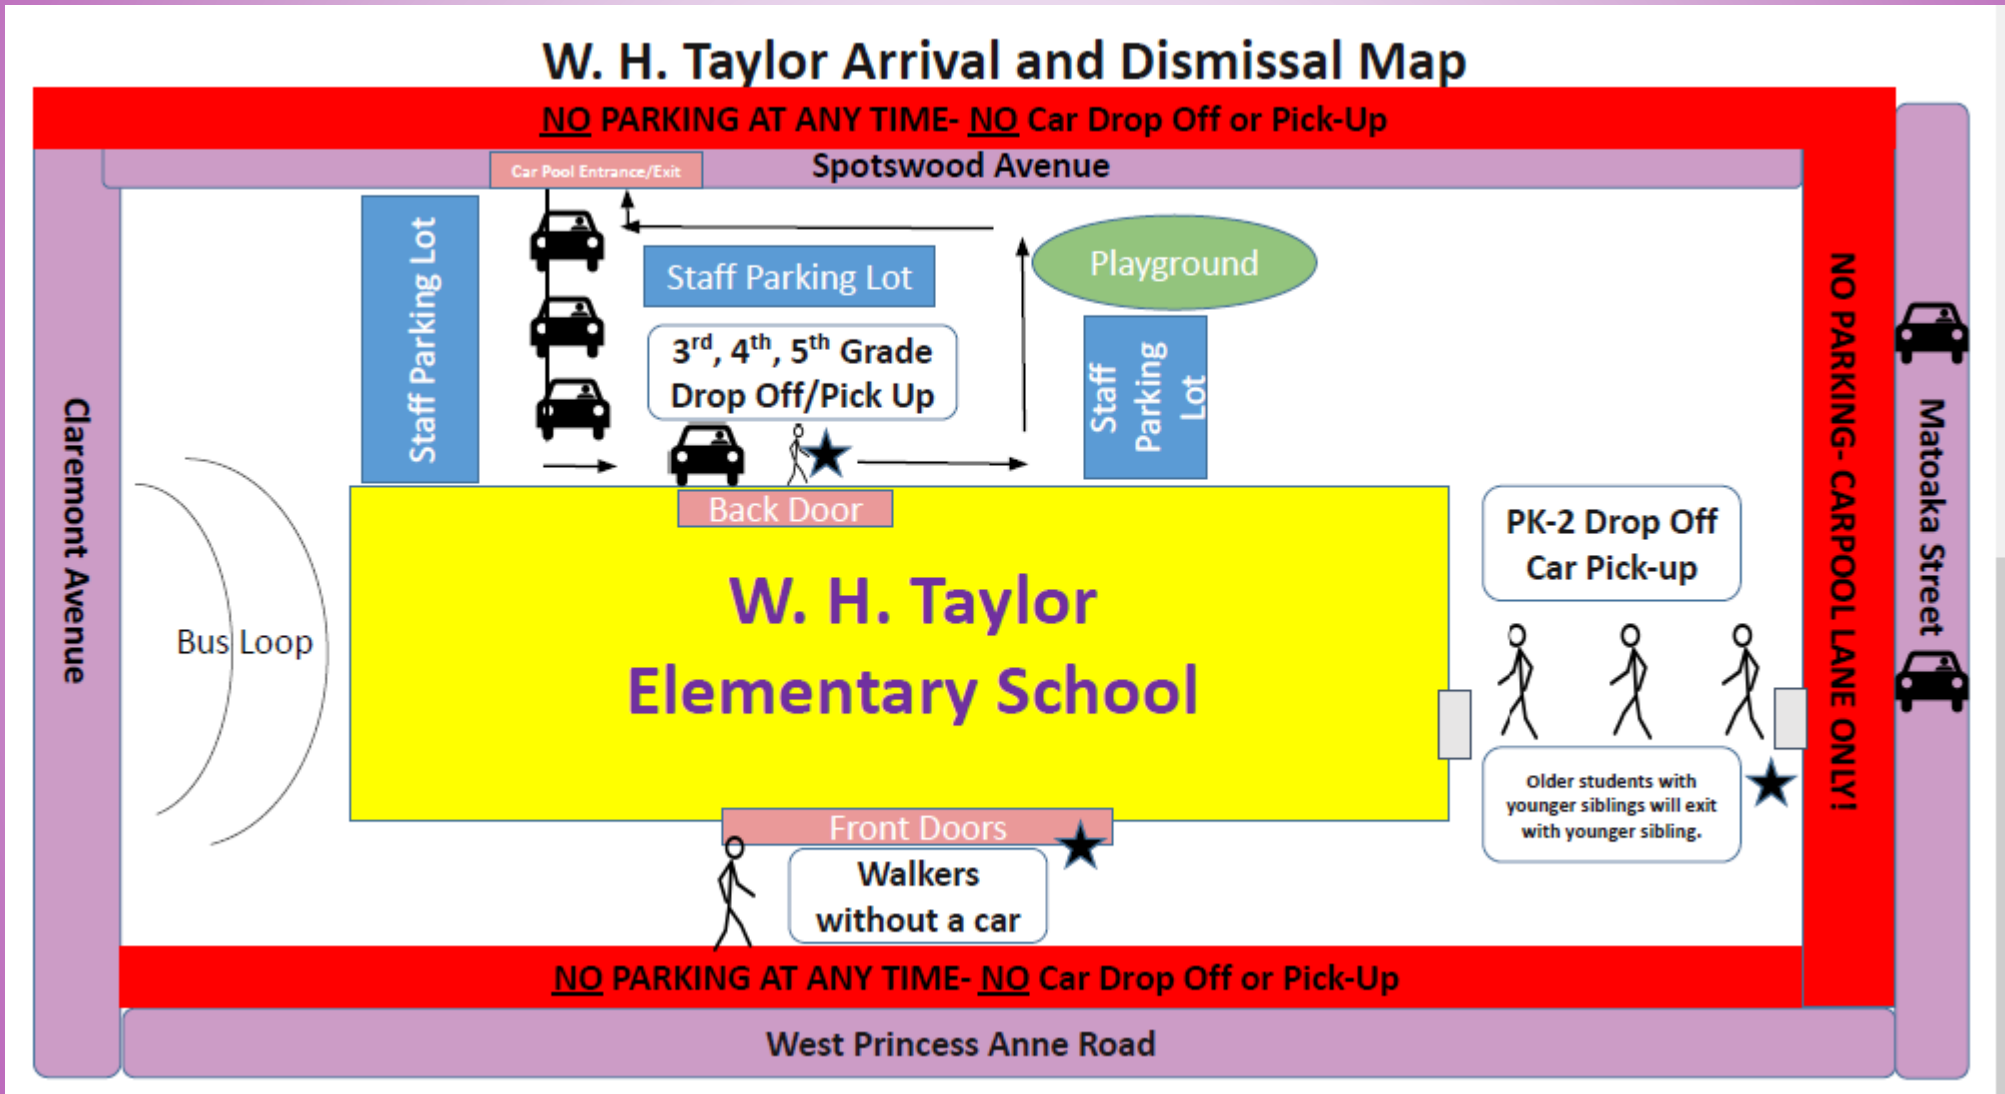 W. H. Taylor Arrival and Dismissal Map
NO PARKING AT ANY TIME- NO Car Drop Off or Pick-Up
Car Pool Entrance/Exit
Spotswood Avenue
Staff Parking Lot
Staff Parking Lot
Playground
3rd, 4th, 5th Grade
Drop Off/Pick Up
Staff
Parking
Lot
Claremont Avenue
NO PARKING- CARPOOL LANE ONLY!
Matoaka Street
Back Door
PK-2 Drop Off
Car Pick-up
W. H. Taylor
Elementary School
Bus Loop
Older students with
younger siblings will exit
with younger sibling.
Front Doors
Walkers
without a car
NO PARKING AT ANY TIME- NO Car Drop Off or Pick-Up
West Princess Anne Road